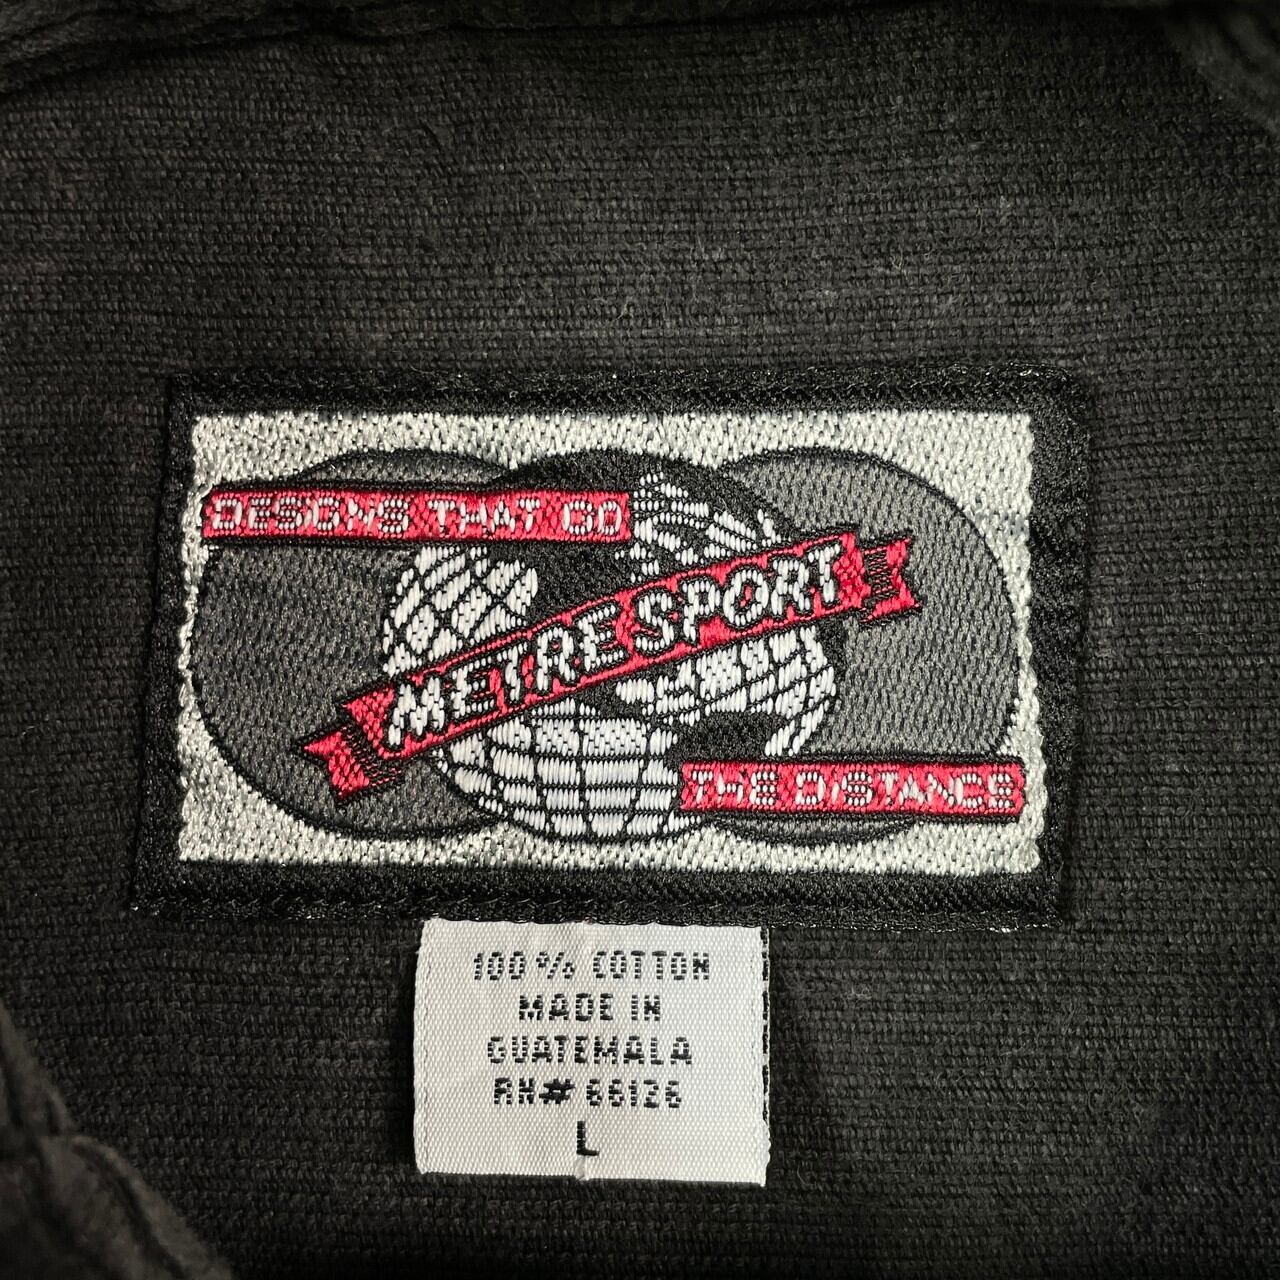 DESIGNS THAT GO
METRE SPORT
THE DISTANCE
100% COTTON
MADE IN
GUATEMALA
RN# 66126
L